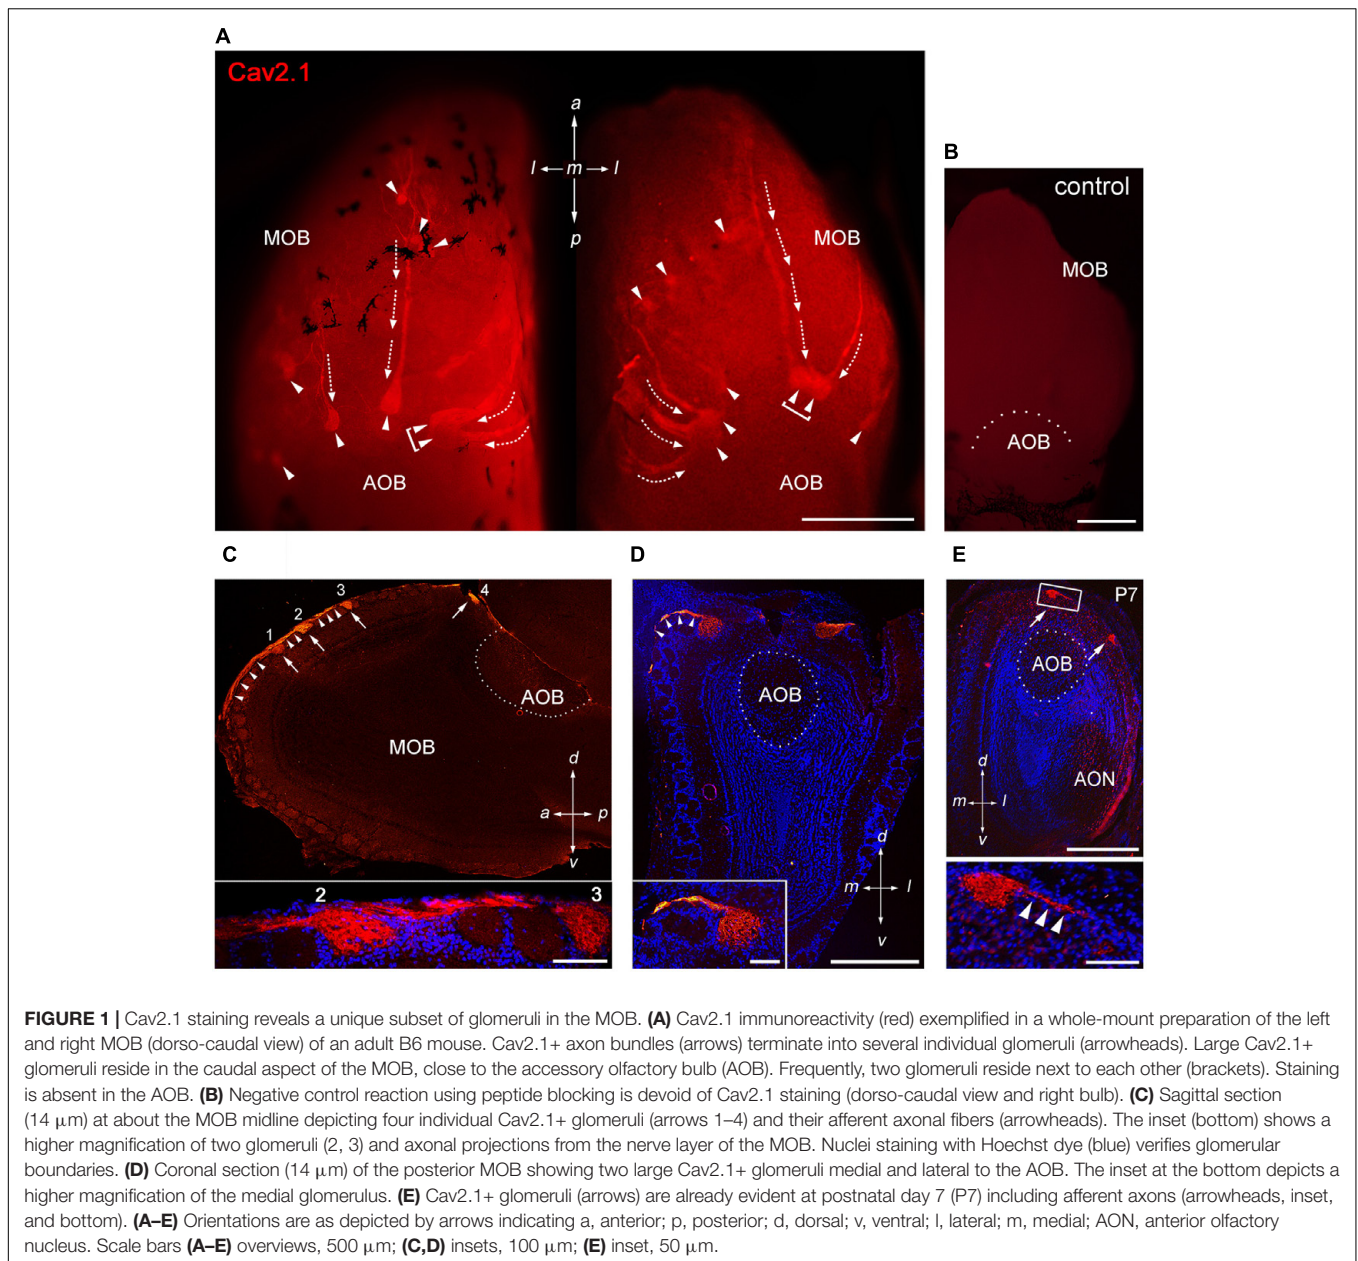 A
Cav2.1
a
l
m
l
p
MOB
MOB
AOB
AOB
B
control
MOB
AOB
C
1
2
3
4
AOB
MOB
d
a
p
v
2
3
D
AOB
d
m
l
v
E
P7
AOB
AON
d
m
l
v
FIGURE 1 | Cav2.1 staining reveals a unique subset of glomeruli in the MOB. (A) Cav2.1 immunoreactivity (red) exemplified in a whole-mount preparation of the left
and right MOB (dorso-caudal view) of an adult B6 mouse. Cav2.1+ axon bundles (arrows) terminate into several individual glomeruli (arrowheads). Large Cav2.1+
glomeruli reside in the caudal aspect of the MOB, close to the accessory olfactory bulb (AOB). Frequently, two glomeruli reside next to each other (brackets). Staining
is absent in the AOB. (B) Negative control reaction using peptide blocking is devoid of Cav2.1 staining (dorso-caudal view and right bulb). (C) Sagittal section
(14 μm) at about the MOB midline depicting four individual Cav2.1+ glomeruli (arrows 1–4) and their afferent axonal fibers (arrowheads). The inset (bottom) shows a
higher magnification of two glomeruli (2, 3) and axonal projections from the nerve layer of the MOB. Nuclei staining with Hoechst dye (blue) verifies glomerular
boundaries. (D) Coronal section (14 μm) of the posterior MOB showing two large Cav2.1+ glomeruli medial and lateral to the AOB. The inset at the bottom depicts a
higher magnification of the medial glomerulus. (E) Cav2.1+ glomeruli (arrows) are already evident at postnatal day 7 (P7) including afferent axons (arrowheads, inset,
and bottom). (A–E) Orientations are as depicted by arrows indicating a, anterior; p, posterior; d, dorsal; v, ventral; l, lateral; m, medial; AON, anterior olfactory
nucleus. Scale bars (A–E) overviews, 500 μm; (C,D) insets, 100 μm; (E) inset, 50 μm.